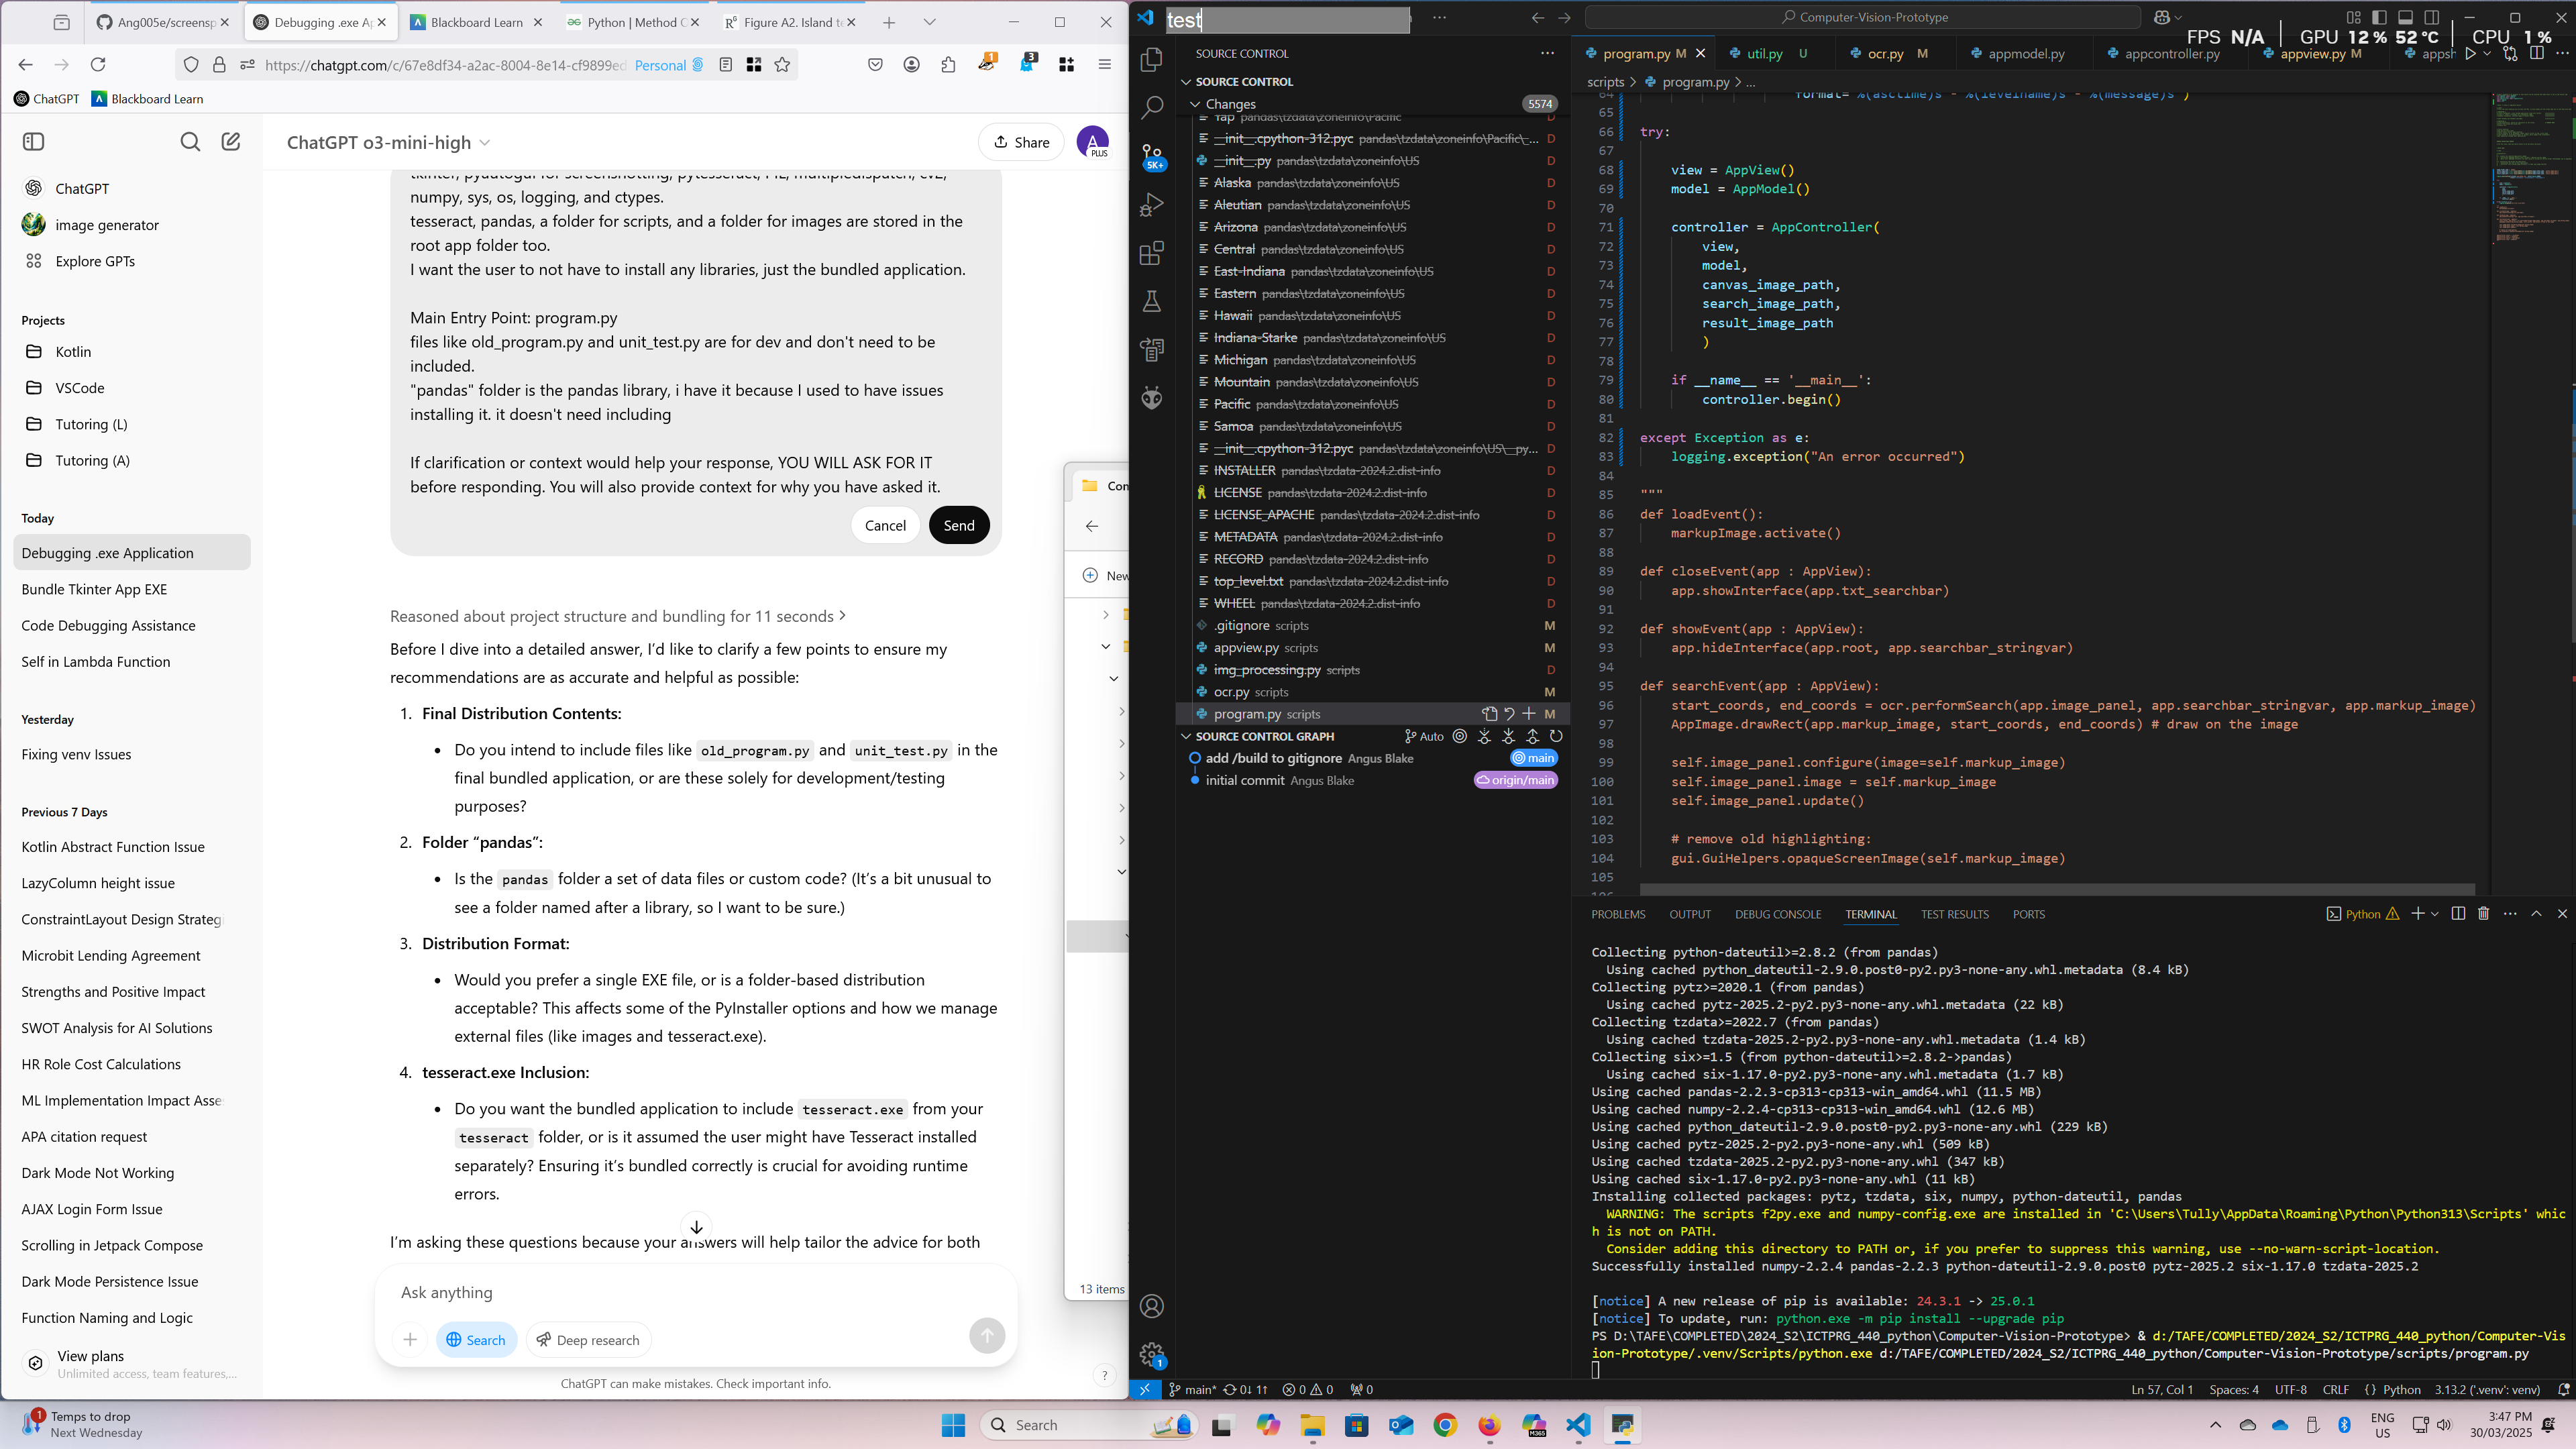 Ang005e/screensp
Debugging .exe Ap
Blackboard Learn
Python | Method O
Figure A2. Island te
https://chatgpt.com/c/67e8df34-a2ac-8004-8e14-cf9899ed
Personal
1
3
ChatGPT
Blackboard Learn
ChatGPT o3-mini-high
Share
A
PLUS
ChatGPT
image generator
Explore GPTs
Projects
Kotlin
VSCode
Tutoring (L)
Tutoring (A)
Today
Debugging .exe Application
Bundle Tkinter App EXE
Code Debugging Assistance
Self in Lambda Function
Yesterday
Fixing venv Issues
Previous 7 Days
Kotlin Abstract Function Issue
LazyColumn height issue
ConstraintLayout Design Strateg
Microbit Lending Agreement
Strengths and Positive Impact
SWOT Analysis for AI Solutions
HR Role Cost Calculations
ML Implementation Impact Asse
APA citation request
Dark Mode Not Working
AJAX Login Form Issue
Scrolling in Jetpack Compose
Dark Mode Persistence Issue
Function Naming and Logic
View plans
Unlimited access, team features,...
tkinter, pyautogui for screenshotting, pytesseract, PIL, multipledispatch, cv2,
numpy, sys, os, logging, and ctypes.
tesseract, pandas, a folder for scripts, and a folder for images are stored in the
root app folder too.
I want the user to not have to install any libraries, just the bundled application.
Main Entry Point: program.py
files like old_program.py and unit_test.py are for dev and don't need to be
included.
"pandas" folder is the pandas library, i have it because I used to have issues
installing it. it doesn't need including
If clarification or context would help your response, YOU WILL ASK FOR IT
before responding. You will also provide context for why you have asked it.
Cancel
Send
Reasoned about project structure and bundling for 11 seconds
Before I dive into a detailed answer, I'd like to clarify a few points to ensure my
recommendations are as accurate and helpful as possible:
1. Final Distribution Contents:
• Do you intend to include files like old_program.py and unit_test.py in the
final bundled application, or are these solely for development/testing
purposes?
2. Folder “pandas”:
• Is the pandas folder a set of data files or custom code? (It's a bit unusual to
see a folder named after a library, so I want to be sure.)
3. Distribution Format:
• Would you prefer a single EXE file, or is a folder-based distribution
acceptable? This affects some of the PyInstaller options and how we manage
external files (like images and tesseract.exe).
4. tesseract.exe Inclusion:
• Do you want the bundled application to include tesseract.exe from your
tesseract folder, or is it assumed the user might have Tesseract installed
separately? Ensuring it's bundled correctly is crucial for avoiding runtime
errors.
I'm asking these questions because your answers will help tailor the advice for both
Ask anything
Search
Deep research
ChatGPT can make mistakes. Check important info.
?
Con
New
13 items
test
Computer-Vision-Prototype
FPS N/A
GPU 12 % 52 °C
CPU 1 %
SOURCE CONTROL
SOURCE CONTROL
Changes
5574
Yap pandas\tzdata\zoneinfo\Pacific D
__init__.cpython-312.pyc pandas\tzdata\zoneinfo\Pacific\_... D
__init__.py pandas\tzdata\zoneinfo\US D
Alaska pandas\tzdata\zoneinfo\US D
Aleutian pandas\tzdata\zoneinfo\US D
Arizona pandas\tzdata\zoneinfo\US D
Central pandas\tzdata\zoneinfo\US D
East-Indiana pandas\tzdata\zoneinfo\US D
Eastern pandas\tzdata\zoneinfo\US D
Hawaii pandas\tzdata\zoneinfo\US D
Indiana-Starke pandas\tzdata\zoneinfo\US D
Michigan pandas\tzdata\zoneinfo\US D
Mountain pandas\tzdata\zoneinfo\US D
Pacific pandas\tzdata\zoneinfo\US D
Samoa pandas\tzdata\zoneinfo\US D
__init__.cpython-312.pyc pandas\tzdata\zoneinfo\US\__py... D
INSTALLER pandas\tzdata-2024.2.dist-info D
LICENSE pandas\tzdata-2024.2.dist-info D
LICENSE_APACHE pandas\tzdata-2024.2.dist-info D
METADATA pandas\tzdata-2024.2.dist-info D
RECORD pandas\tzdata-2024.2.dist-info D
top_level.txt pandas\tzdata-2024.2.dist-info D
WHEEL pandas\tzdata-2024.2.dist-info D
.gitignore scripts M
appview.py scripts M
img_processing.py scripts D
ocr.py scripts M
program.py scripts M
SOURCE CONTROL GRAPH
Auto
add /build to gitignore Angus Blake main
initial commit Angus Blake origin/main
5K+
1
program.py M
util.py U
ocr.py M
appmodel.py
appcontroller.py
appview.py M
appsh
scripts > program.py > ...
64 format='%(asctime)s - %(levelname)s - %(message)s')
65
66 try:
67
68 view = AppView()
69 model = AppModel()
70
71 controller = AppController(
72 view,
73 model,
74 canvas_image_path,
75 search_image_path,
76 result_image_path
77 )
78
79 if __name__ == '__main__':
80 controller.begin()
81
82 except Exception as e:
83 logging.exception("An error occurred")
84
85 """
86 def loadEvent():
87 markupImage.activate()
88
89 def closeEvent(app : AppView):
90 app.showInterface(app.txt_searchbar)
91
92 def showEvent(app : AppView):
93 app.hideInterface(app.root, app.searchbar_stringvar)
94
95 def searchEvent(app : AppView):
96 start_coords, end_coords = ocr.performSearch(app.image_panel, app.searchbar_stringvar, app.markup_image)
97 AppImage.drawRect(app.markup_image, start_coords, end_coords) # draw on the image
98
99 self.image_panel.configure(image=self.markup_image)
100 self.image_panel.image = self.markup_image
101 self.image_panel.update()
102
103 # remove old highlighting:
104 gui.GuiHelpers.opaqueScreenImage(self.markup_image)
105
PROBLEMS OUTPUT DEBUG CONSOLE TERMINAL TEST RESULTS PORTS
Python
Collecting python-dateutil>=2.8.2 (from pandas)
Using cached python_dateutil-2.9.0.post0-py2.py3-none-any.whl.metadata (8.4 kB)
Collecting pytz>=2020.1 (from pandas)
Using cached pytz-2025.2-py2.py3-none-any.whl.metadata (22 kB)
Collecting tzdata>=2022.7 (from pandas)
Using cached tzdata-2025.2-py2.py3-none-any.whl.metadata (1.4 kB)
Collecting six>=1.5 (from python-dateutil>=2.8.2->pandas)
Using cached six-1.17.0-py2.py3-none-any.whl.metadata (1.7 kB)
Using cached pandas-2.2.3-cp313-cp313-win_amd64.whl (11.5 MB)
Using cached numpy-2.2.4-cp313-cp313-win_amd64.whl (12.6 MB)
Using cached python_dateutil-2.9.0.post0-py2.py3-none-any.whl (229 kB)
Using cached pytz-2025.2-py2.py3-none-any.whl (509 kB)
Using cached tzdata-2025.2-py2.py3-none-any.whl (347 kB)
Using cached six-1.17.0-py2.py3-none-any.whl (11 kB)
Installing collected packages: pytz, tzdata, six, numpy, python-dateutil, pandas
WARNING: The scripts f2py.exe and numpy-config.exe are installed in 'C:\Users\Tully\AppData\Roaming\Python\Python313\Scripts' whic
h is not on PATH.
Consider adding this directory to PATH or, if you prefer to suppress this warning, use --no-warn-script-location.
Successfully installed numpy-2.2.4 pandas-2.2.3 python-dateutil-2.9.0.post0 pytz-2025.2 six-1.17.0 tzdata-2025.2
[notice] A new release of pip is available: 24.3.1 -> 25.0.1
[notice] To update, run: python.exe -m pip install --upgrade pip
PS D:\TAFE\COMPLETED\2024_S2\ICTPRG_440_python\Computer-Vision-Prototype> & d:/TAFE/COMPLETED/2024_S2/ICTPRG_440_python/Computer-Vis
ion-Prototype/.venv/Scripts/python.exe d:/TAFE/COMPLETED/2024_S2/ICTPRG_440_python/Computer-Vision-Prototype/scripts/program.py
main* 0↓ 1↑ 0 0 0
Ln 57, Col 1 Spaces: 4 UTF-8 CRLF {} Python 3.13.2 ('.venv': venv)
1
Temps to drop
Next Wednesday
Search
M365
ENG
US
3:47 PM
30/03/2025